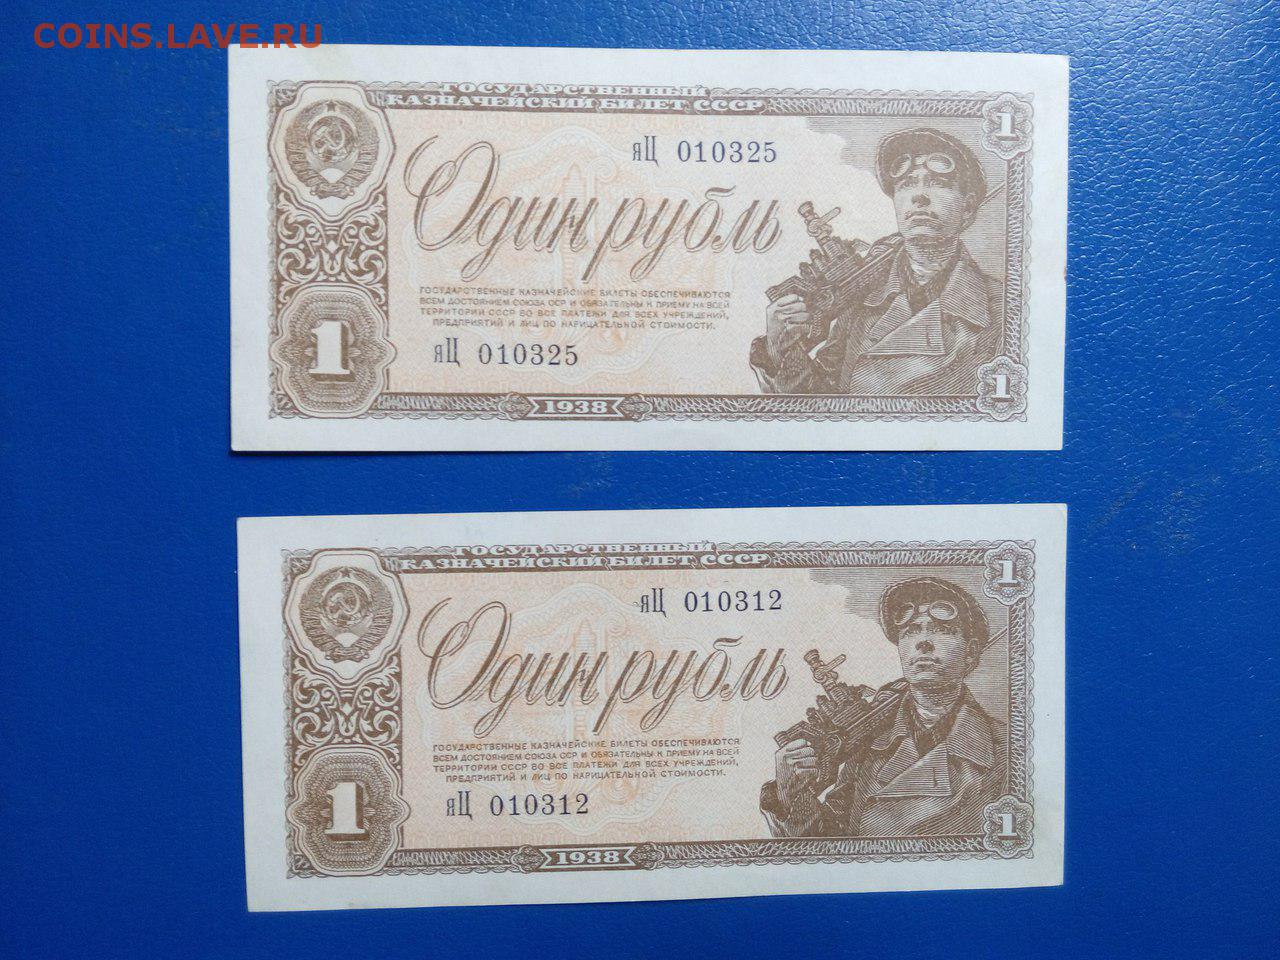 COINS.LAVE.RU
ГОСУДАРСТВЕННЫЙ
КАЗНАЧЕЙСКИЙ БИЛЕТ СССР
1
яЦ 010325
Один рубль
ГОСУДАРСТВЕННЫЕ КАЗНАЧЕЙСКИЕ БИЛЕТЫ ОБЕСПЕЧИВАЮТСЯ
ВСЕМ ДОСТОЯНИЕМ СОЮЗА ССР И ОБЯЗАТЕЛЬНЫ К ПРИЕМУ НА ВСЕЙ
ТЕРРИТОРИИ СССР ВО ВСЕ ПЛАТЕЖИ ДЛЯ ВСЕХ УЧРЕЖДЕНИЙ,
ПРЕДПРИЯТИЙ И ЛИЦ ПО НАРИЦАТЕЛЬНОЙ СТОИМОСТИ.
1
яЦ 010325
1
1938
ГОСУДАРСТВЕННЫЙ
КАЗНАЧЕЙСКИЙ БИЛЕТ СССР
1
яЦ 010312
Один рубль
ГОСУДАРСТВЕННЫЕ КАЗНАЧЕЙСКИЕ БИЛЕТЫ ОБЕСПЕЧИВАЮТСЯ
ВСЕМ ДОСТОЯНИЕМ СОЮЗА ССР И ОБЯЗАТЕЛЬНЫ К ПРИЕМУ НА ВСЕЙ
ТЕРРИТОРИИ СССР ВО ВСЕ ПЛАТЕЖИ ДЛЯ ВСЕХ УЧРЕЖДЕНИЙ,
ПРЕДПРИЯТИЙ И ЛИЦ ПО НАРИЦАТЕЛЬНОЙ СТОИМОСТИ.
1
яЦ 010312
1
1938